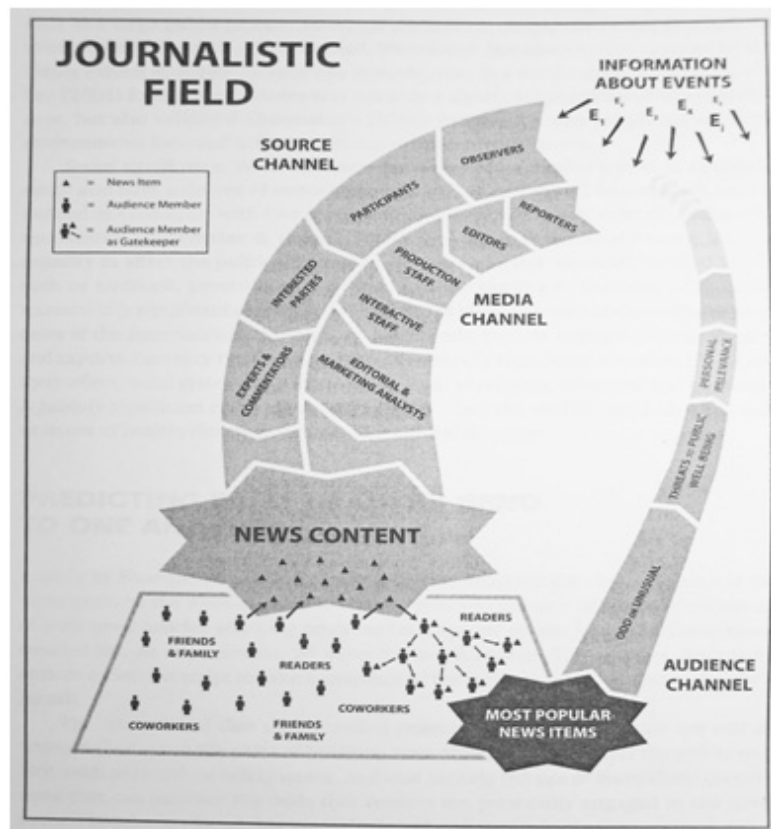 JOURNALISTIC
FIELD
INFORMATION
ABOUT EVENTS
E
E
E
E
E
SOURCE
CHANNEL
= News Item
= Audience Member
= Audience Member
as Gatekeeper
OBSERVERS
PARTICIPANTS
INTERESTED
PARTIES
EXPERTS &
COMMENTATORS
REPORTERS
EDITORS
PRODUCTION
STAFF
INTERACTIVE
STAFF
EDITORIAL &
MARKETING ANALYSTS
MEDIA
CHANNEL
PERSONAL
RELEVANCE
THREATS to PUBLIC
WELL BEING
ODD or UNUSUAL
NEWS CONTENT
READERS
FRIENDS
& FAMILY
READERS
COWORKERS
COWORKERS
FRIENDS
& FAMILY
AUDIENCE
CHANNEL
MOST POPULAR
NEWS ITEMS